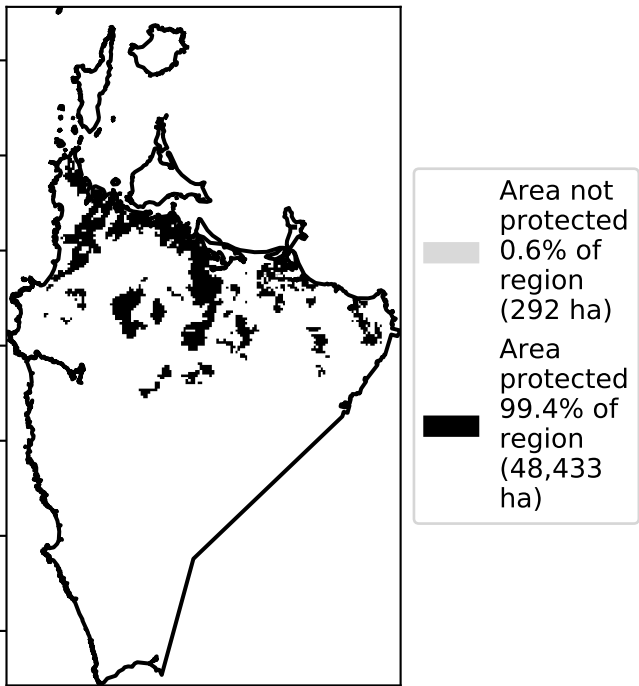 Area not
protected
0.6% of
region
(292 ha)
Area
protected
99.4% of
region
(48,433
ha)